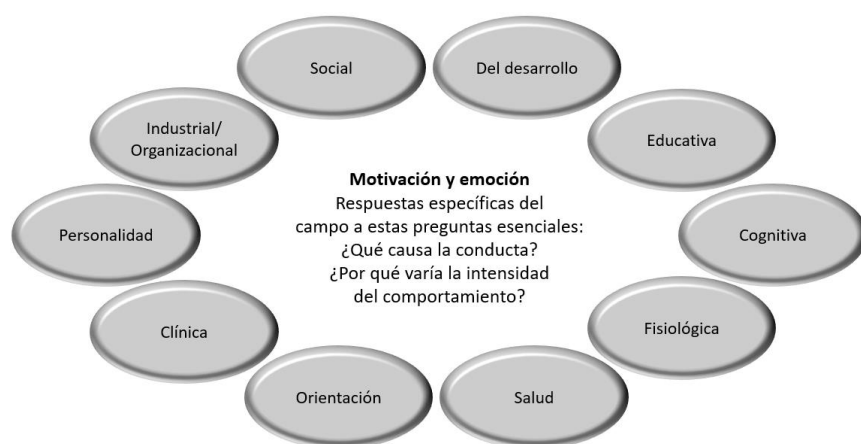 Social
Del desarrollo
Industrial/
Organizacional
Educativa
Motivación y emoción
Respuestas específicas del
campo a estas preguntas esenciales:
¿Qué causa la conducta?
¿Por qué varía la intensidad
del comportamiento?
Personalidad
Cognitiva
Clínica
Fisiológica
Orientación
Salud